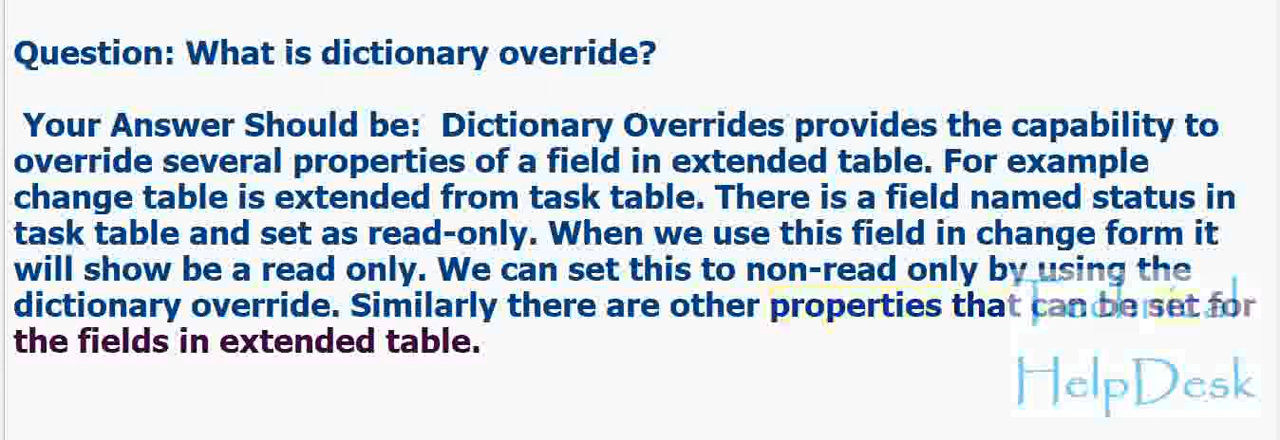 Question: What is dictionary override?
Your Answer Should be: Dictionary Overrides provides the capability to
override several properties of a field in extended table. For example
change table is extended from task table. There is a field named status in
task table and set as read-only. When we use this field in change form it
will show be a read only. We can set this to non-read only by using the
dictionary override. Similarly there are other properties that can be set for
the fields in extended table.
Technical
HelpDesk